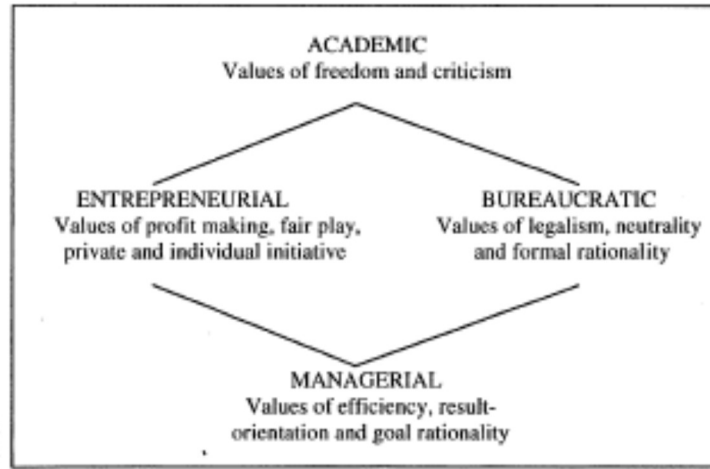 ACADEMIC
Values of freedom and criticism
ENTREPRENEURIAL
Values of profit making, fair play,
private and individual initiative
BUREAUCRATIC
Values of legalism, neutrality
and formal rationality
MANAGERIAL
Values of efficiency, result-
orientation and goal rationality